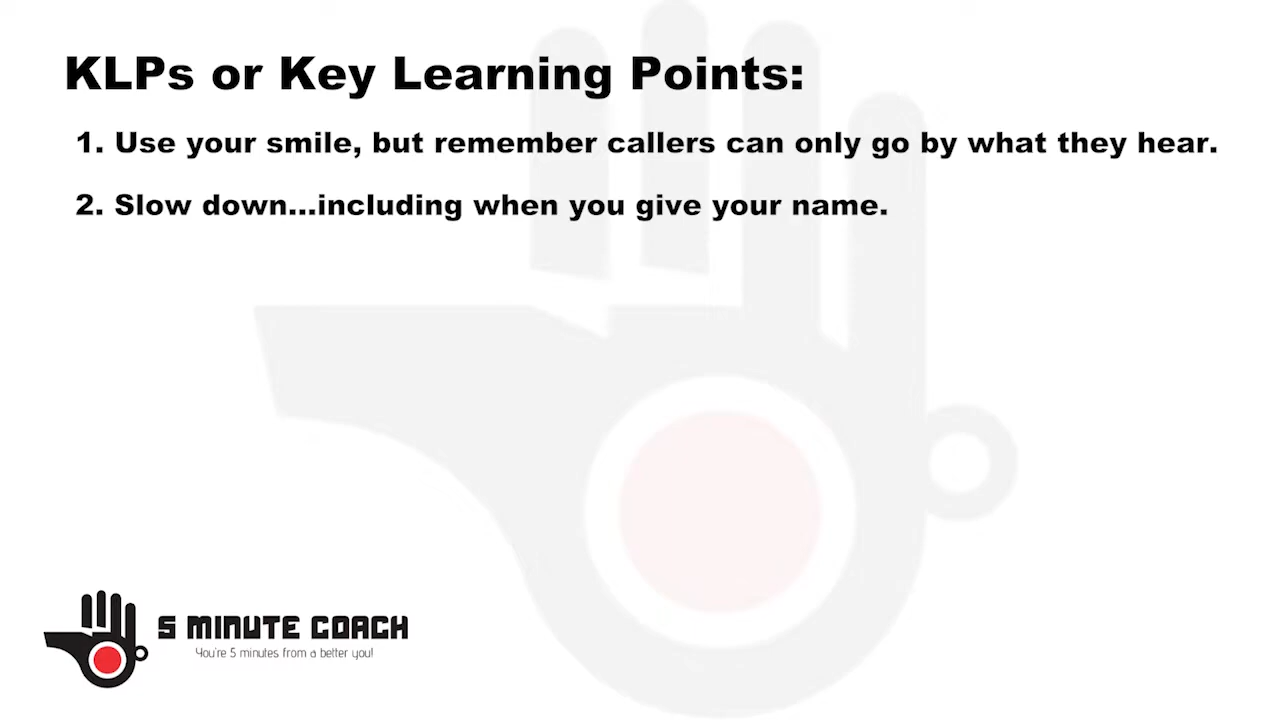 KLPs or Key Learning Points:
1. Use your smile, but remember callers can only go by what they hear.
2. Slow down...including when you give your name.
5 MINUTE COACH
You're 5 minutes from a better you!